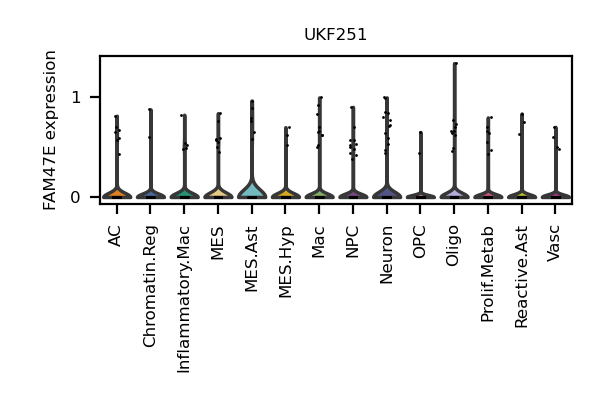 UKF251
FAM47E expression
1
0
AC
Chromatin.Reg
Inflammatory.Mac
MES
MES.Ast
MES.Hyp
Mac
NPC
Neuron
OPC
Oligo
Prolif.Metab
Reactive.Ast
Vasc